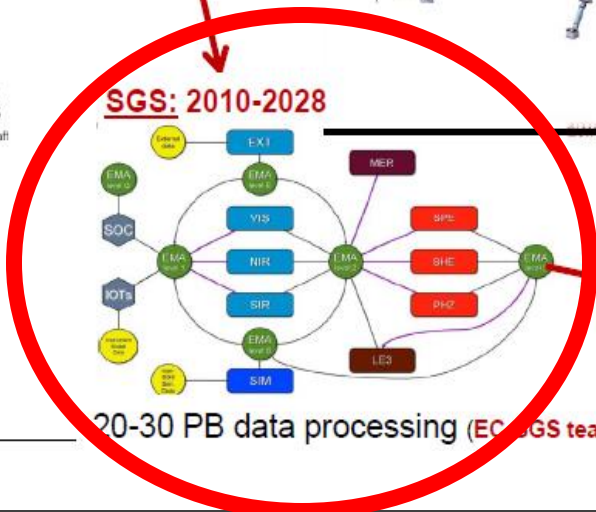 SGS: 2010-2028
External
data
EXT
MER
EMA
EMA
SOC
VIS
SPE
EMA
NIR
EMA
SHE
EMA
IOTs
SIR
PHZ
EMA
LE3
SIM
20-30 PB data processing (EC SGS tea